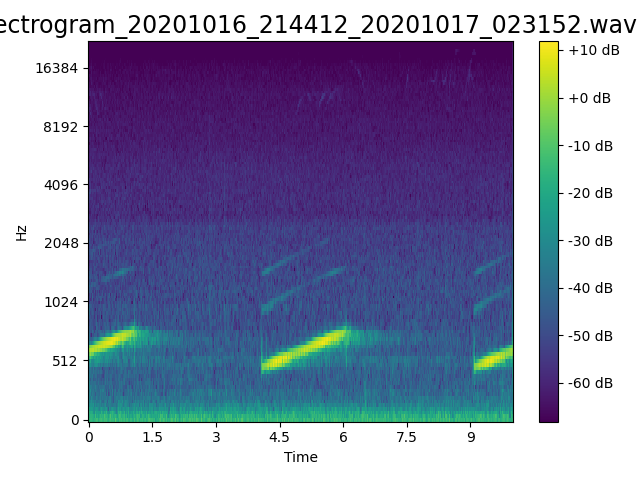 ectrogram_20201016_214412_20201017_023152.wav
16384
8192
4096
2048
1024
512
0
Hz
0 1.5 3 4.5 6 7.5 9
Time
+10 dB
+0 dB
-10 dB
-20 dB
-30 dB
-40 dB
-50 dB
-60 dB